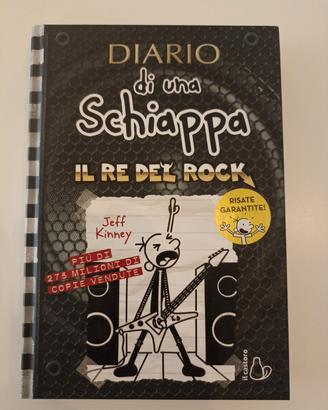 DIARIO
di una
Schiappa
IL RE DEL ROCK
RISATE
GARANTITE!
Jeff
Kinney
PIÙ DI
275 MILIONI DI
COPIE VENDUTE
il castoro